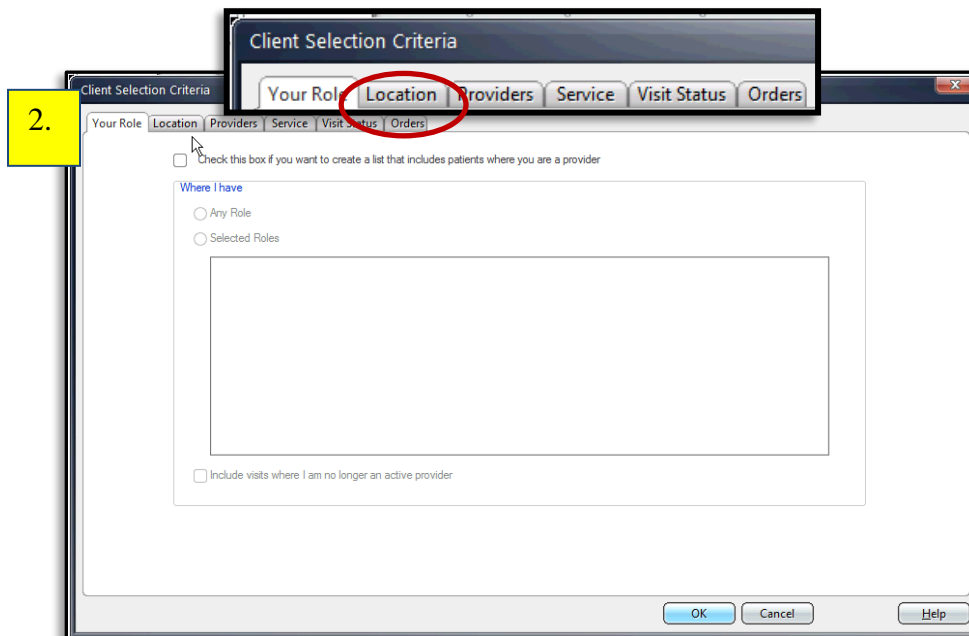 Client Selection Criteria
Your Role Location Providers Service Visit Status Orders
2.
Client Selection Criteria
Your Role Location Providers Service Visit Status Orders
Check this box if you want to create a list that includes patients where you are a provider
Where I have
Any Role
Selected Roles
Include visits where I am no longer an active provider
OK Cancel Help